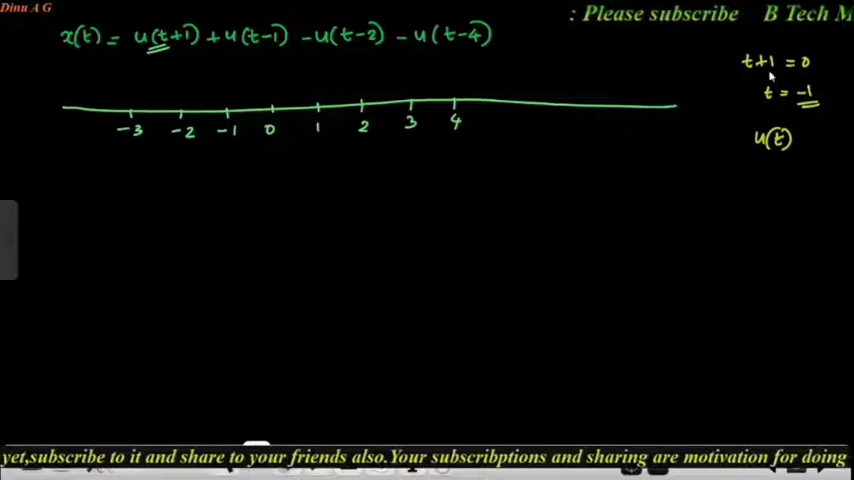 Dinu A G
: Please subscribe B Tech M
x(t) = u(t+1) + u(t-1) - u(t-2) - u(t-4)
t+1 = 0
t = -1
u(t)
-3 -2 -1 0 1 2 3 4
yet,subscribe to it and share to your friends also.Your subscribptions and sharing are motivation for doing